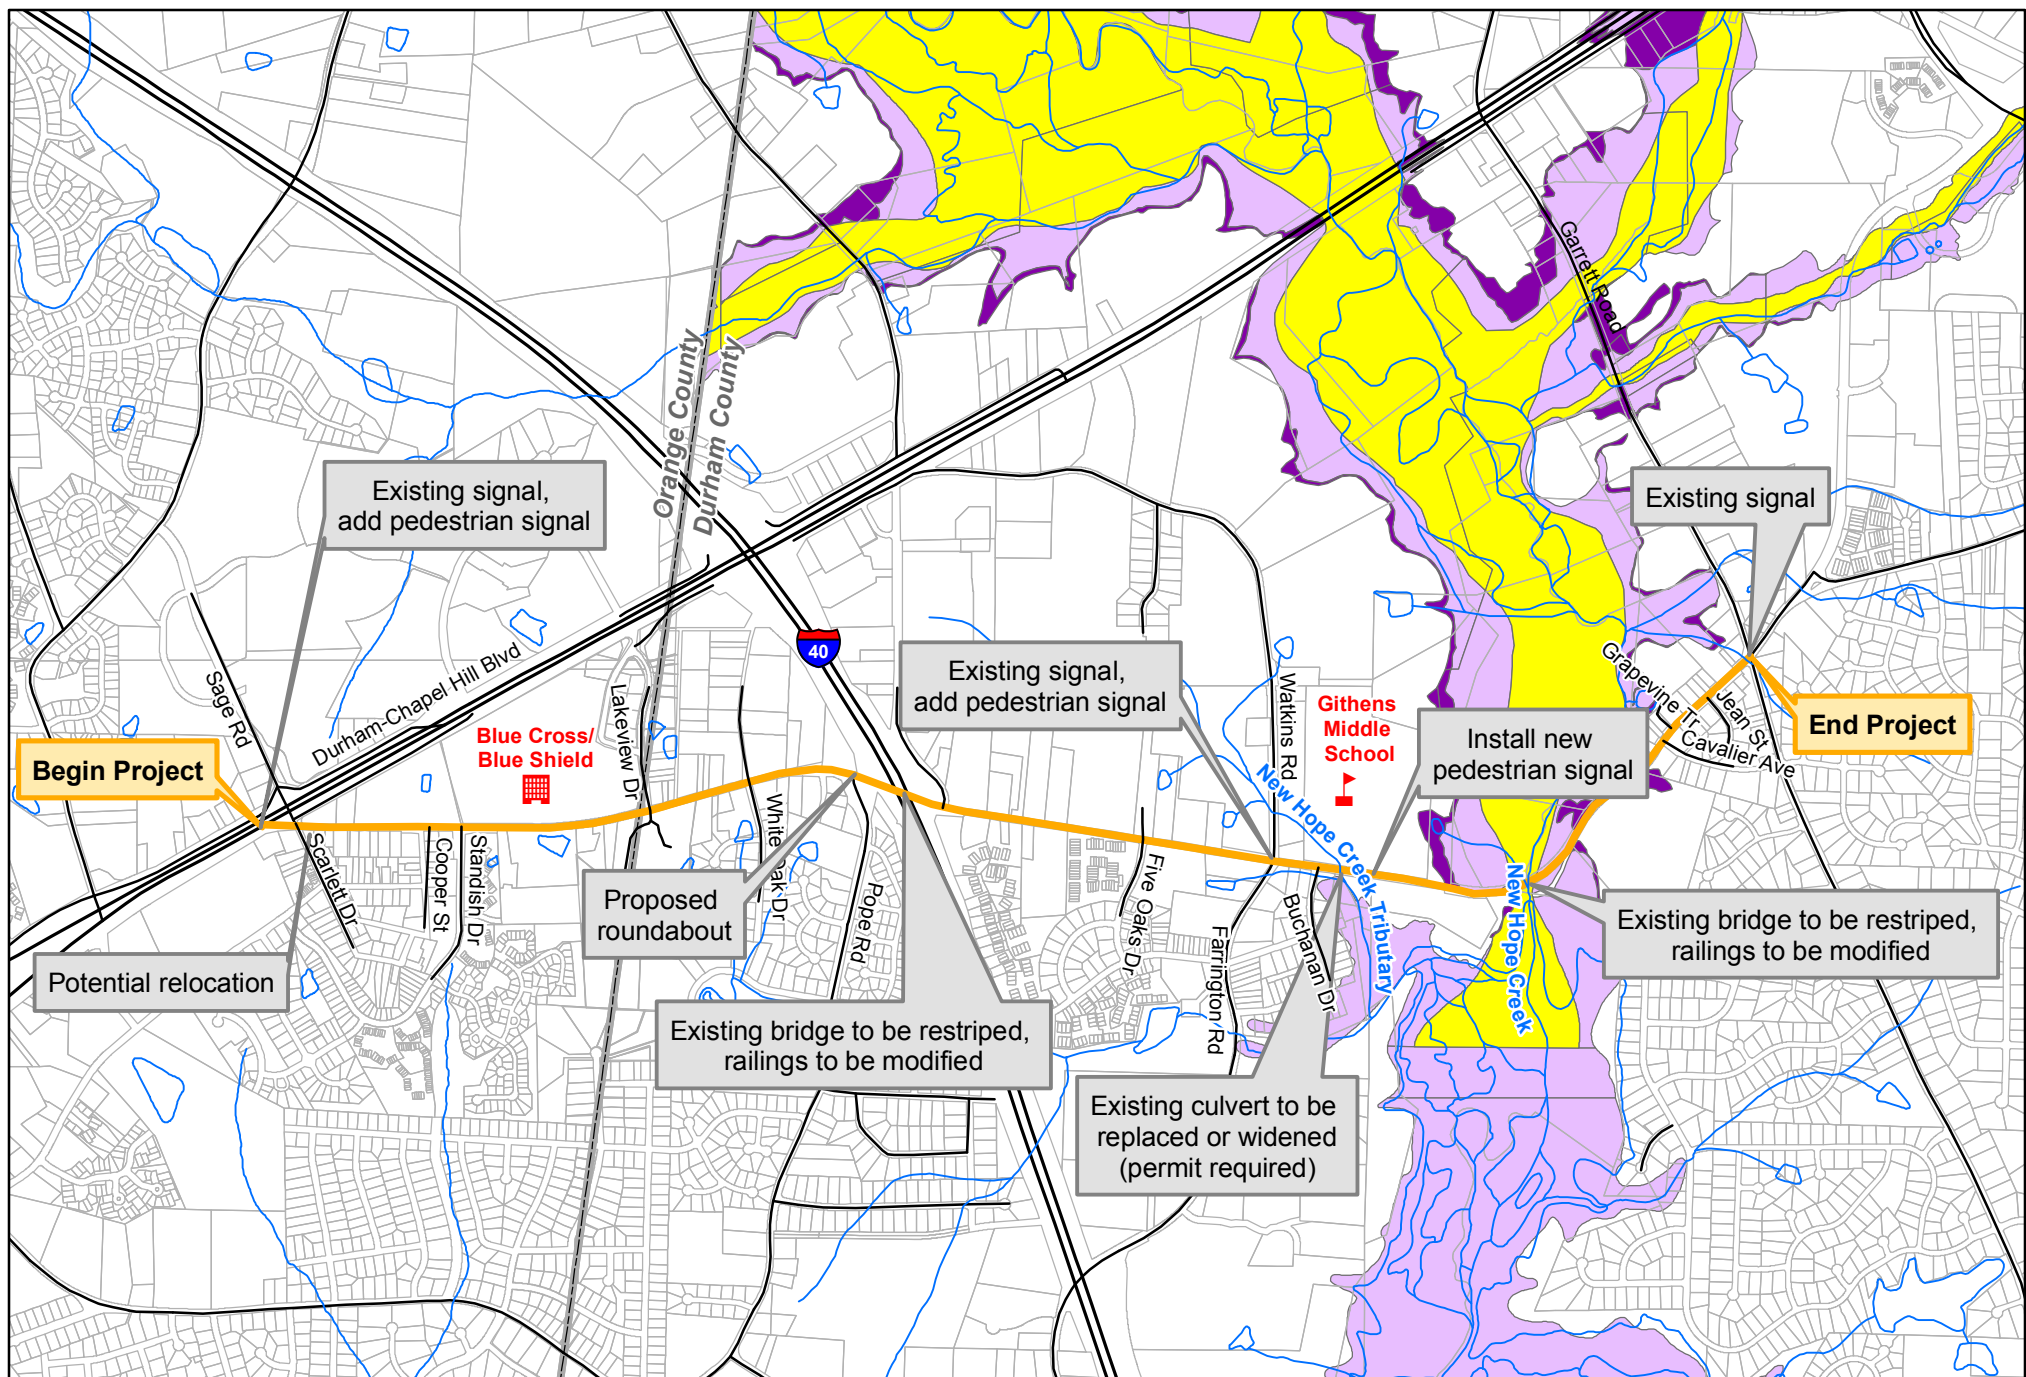 Garrett Road
Orange County
Durham County
Existing signal,
add pedestrian signal
Existing signal
40
Sage Rd
Durham-Chapel Hill Blvd
Lakeview Dr
Existing signal,
add pedestrian signal
Watkins Rd
Githens
Middle
School
Grapevine Tr
Jean St
Cavalier Ave
End Project
Begin Project
Blue Cross/
Blue Shield
Install new
pedestrian signal
New Hope Creek Tributary
White Oak Dr
Scarlett Dr
Cooper St
Standish Dr
Proposed
roundabout
Pope Rd
Five Oaks Dr
Farrington Rd
Buchanan Dr
New Hope Creek
Existing bridge to be restriped,
railings to be modified
Potential relocation
Existing bridge to be restriped,
railings to be modified
Existing culvert to be
replaced or widened
(permit required)